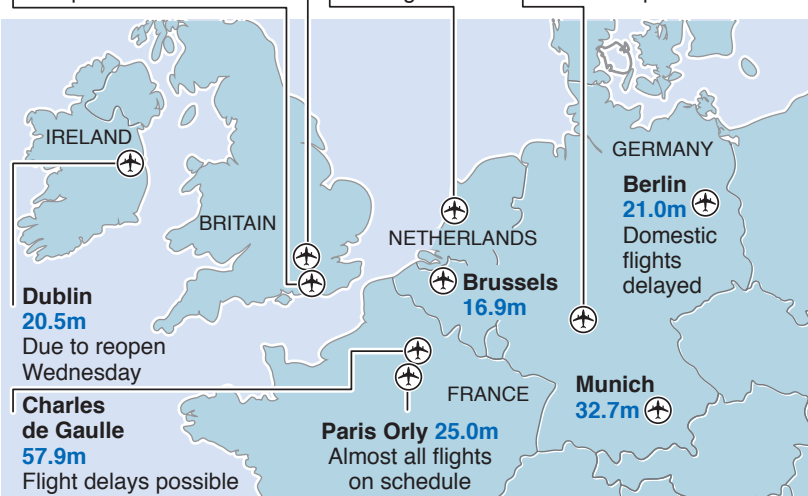 IRELAND
BRITAIN
NETHERLANDS
GERMANY
Berlin
21.0m
Domestic
flights
delayed
Brussels
16.9m
Dublin
20.5m
Due to reopen
Wednesday
Charles
de Gaulle
57.9m
Flight delays possible
FRANCE
Paris Orly 25.0m
Almost all flights
on schedule
Munich
32.7m